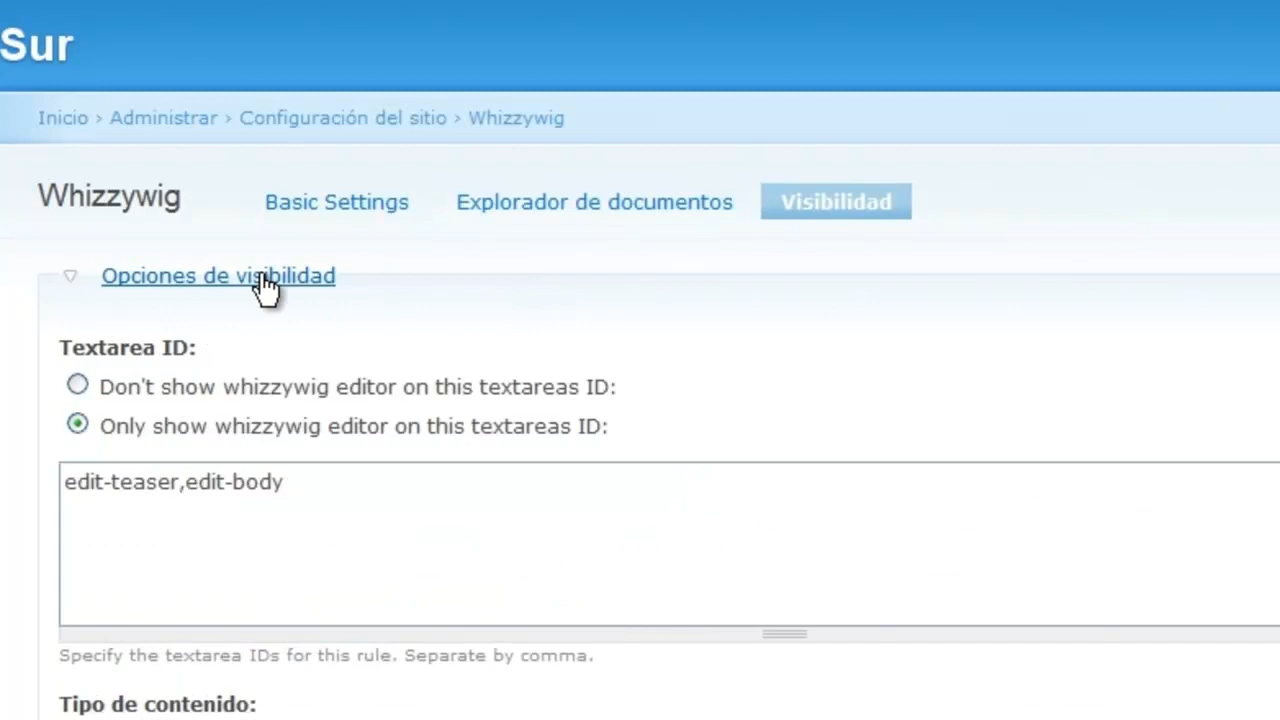 Sur
Inicio › Administrar › Configuración del sitio › Whizzywig
Whizzywig Basic Settings Explorador de documentos Visibilidad
Opciones de visibilidad
Textarea ID:
Don't show whizzywig editor on this textareas ID:
Only show whizzywig editor on this textareas ID:
edit-teaser,edit-body
Specify the textarea IDs for this rule. Separate by comma.
Tipo de contenido: